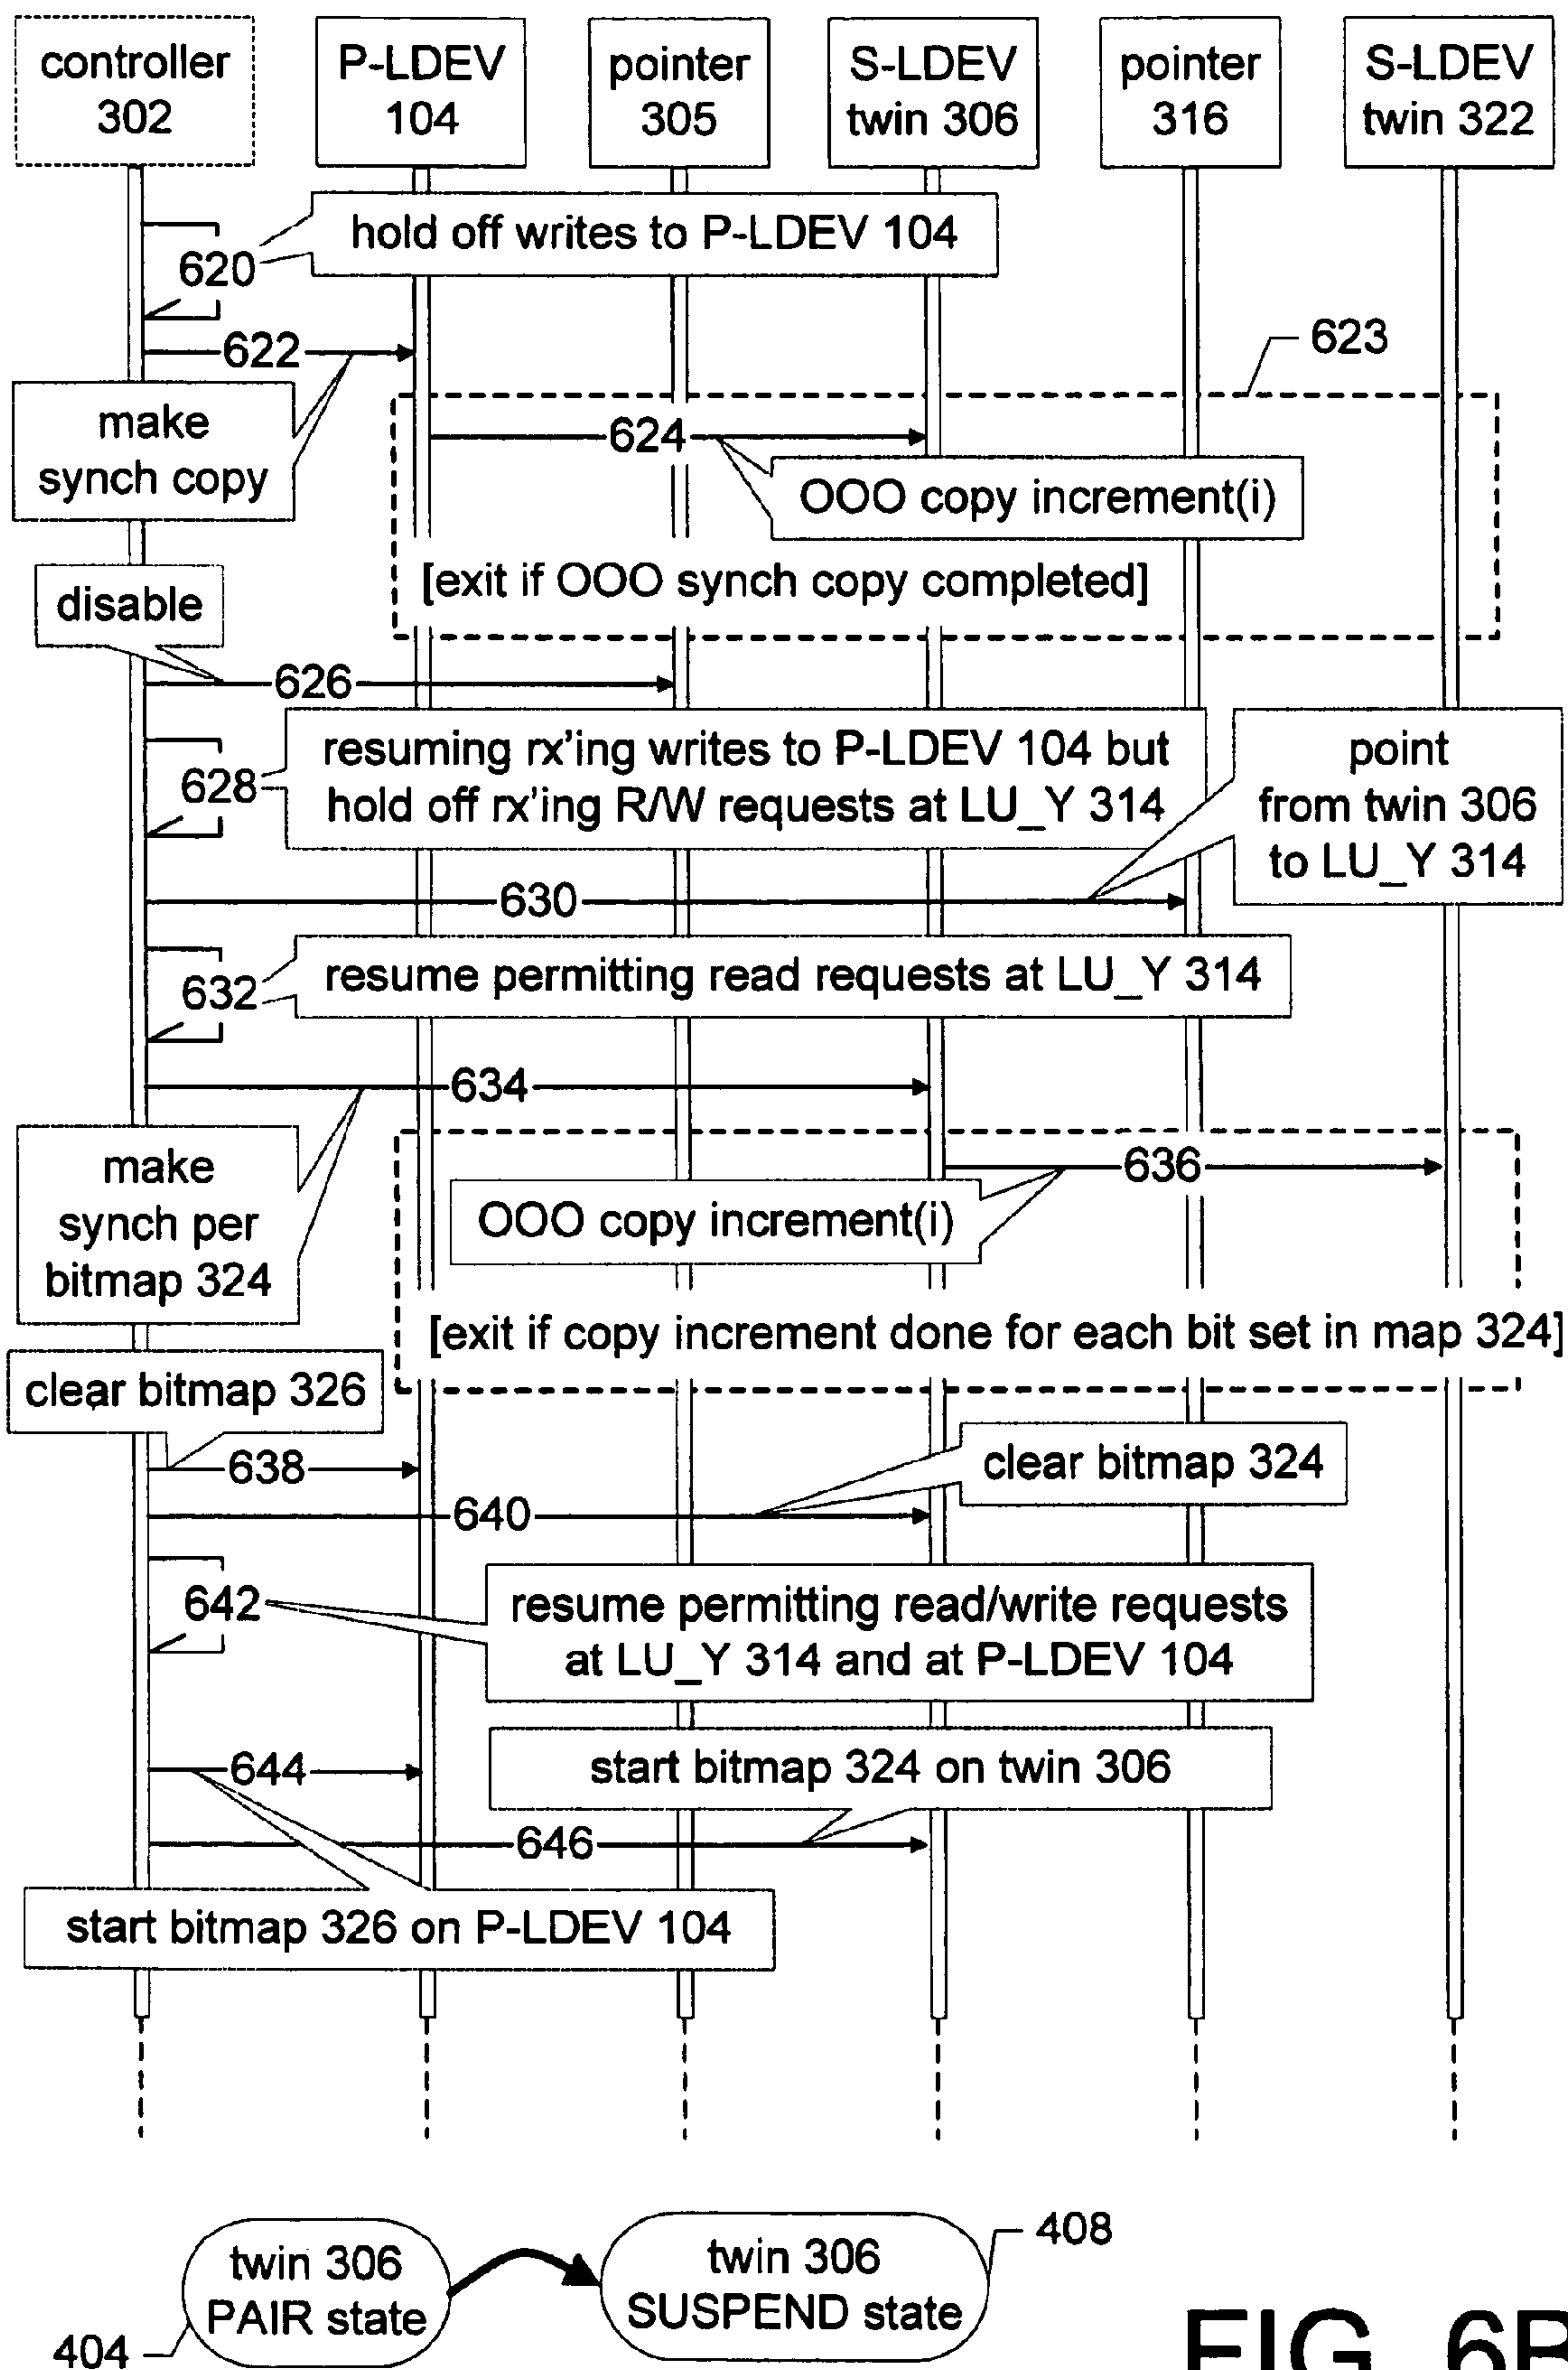 controller
302
P-LDEV
104
pointer
305
S-LDEV
twin 306
pointer
316
S-LDEV
twin 322
hold off writes to P-LDEV 104
620
622
623
make
synch copy
624
OOO copy increment(i)
[exit if OOO synch copy completed]
disable
626
resuming rx'ing writes to P-LDEV 104 but
hold off rx'ing R/W requests at LU_Y 314
628
point
from twin 306
to LU_Y 314
630
resume permitting read requests at LU_Y 314
632
634
make
synch per
bitmap 324
636
OOO copy increment(i)
[exit if copy increment done for each bit set in map 324]
clear bitmap 326
638
clear bitmap 324
640
642
resume permitting read/write requests
at LU_Y 314 and at P-LDEV 104
644
start bitmap 324 on twin 306
646
start bitmap 326 on P-LDEV 104
twin 306
PAIR state
404
twin 306
SUSPEND state
408
FIG. 6B